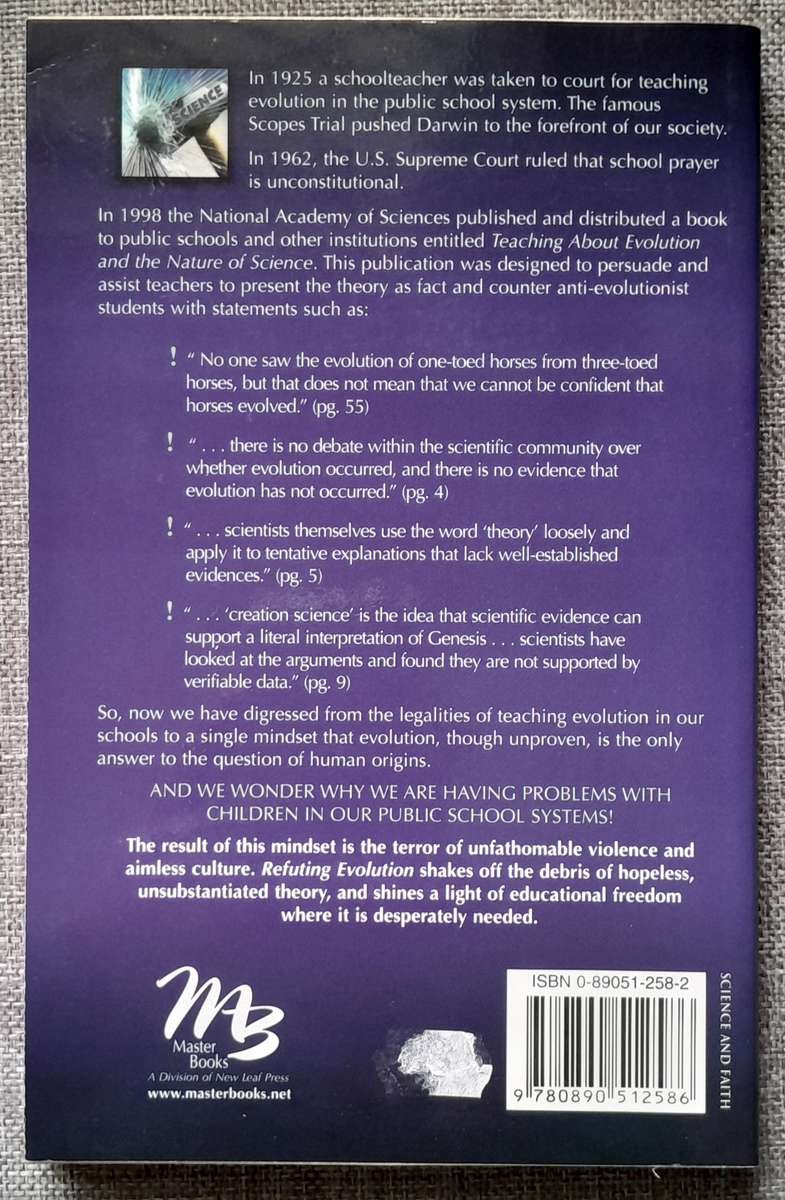 SCIENCE
In 1925 a schoolteacher was taken to court for teaching
evolution in the public school system. The famous
Scopes Trial pushed Darwin to the forefront of our society.
In 1962, the U.S. Supreme Court ruled that school prayer
is unconstitutional.
In 1998 the National Academy of Sciences published and distributed a book
to public schools and other institutions entitled Teaching About Evolution
and the Nature of Science. This publication was designed to persuade and
assist teachers to present the theory as fact and counter anti-evolutionist
students with statements such as:
! “ No one saw the evolution of one-toed horses from three-toed
horses, but that does not mean that we cannot be confident that
horses evolved.” (pg. 55)
! “ . . . there is no debate within the scientific community over
whether evolution occurred, and there is no evidence that
evolution has not occurred.” (pg. 4)
! “ . . . scientists themselves use the word ‘theory’ loosely and
apply it to tentative explanations that lack well-established
evidences.” (pg. 5)
! “ . . . ‘creation science’ is the idea that scientific evidence can
support a literal interpretation of Genesis . . . scientists have
looked at the arguments and found they are not supported by
verifiable data.” (pg. 9)
So, now we have digressed from the legalities of teaching evolution in our
schools to a single mindset that evolution, though unproven, is the only
answer to the question of human origins.
AND WE WONDER WHY WE ARE HAVING PROBLEMS WITH
CHILDREN IN OUR PUBLIC SCHOOL SYSTEMS!
The result of this mindset is the terror of unfathomable violence and
aimless culture. Refuting Evolution shakes off the debris of hopeless,
unsubstantiated theory, and shines a light of educational freedom
where it is desperately needed.
MB
Master
Books
A Division of New Leaf Press
www.masterbooks.net
ISBN 0-89051-258-2
9 780890 512586
SCIENCE AND FAITH